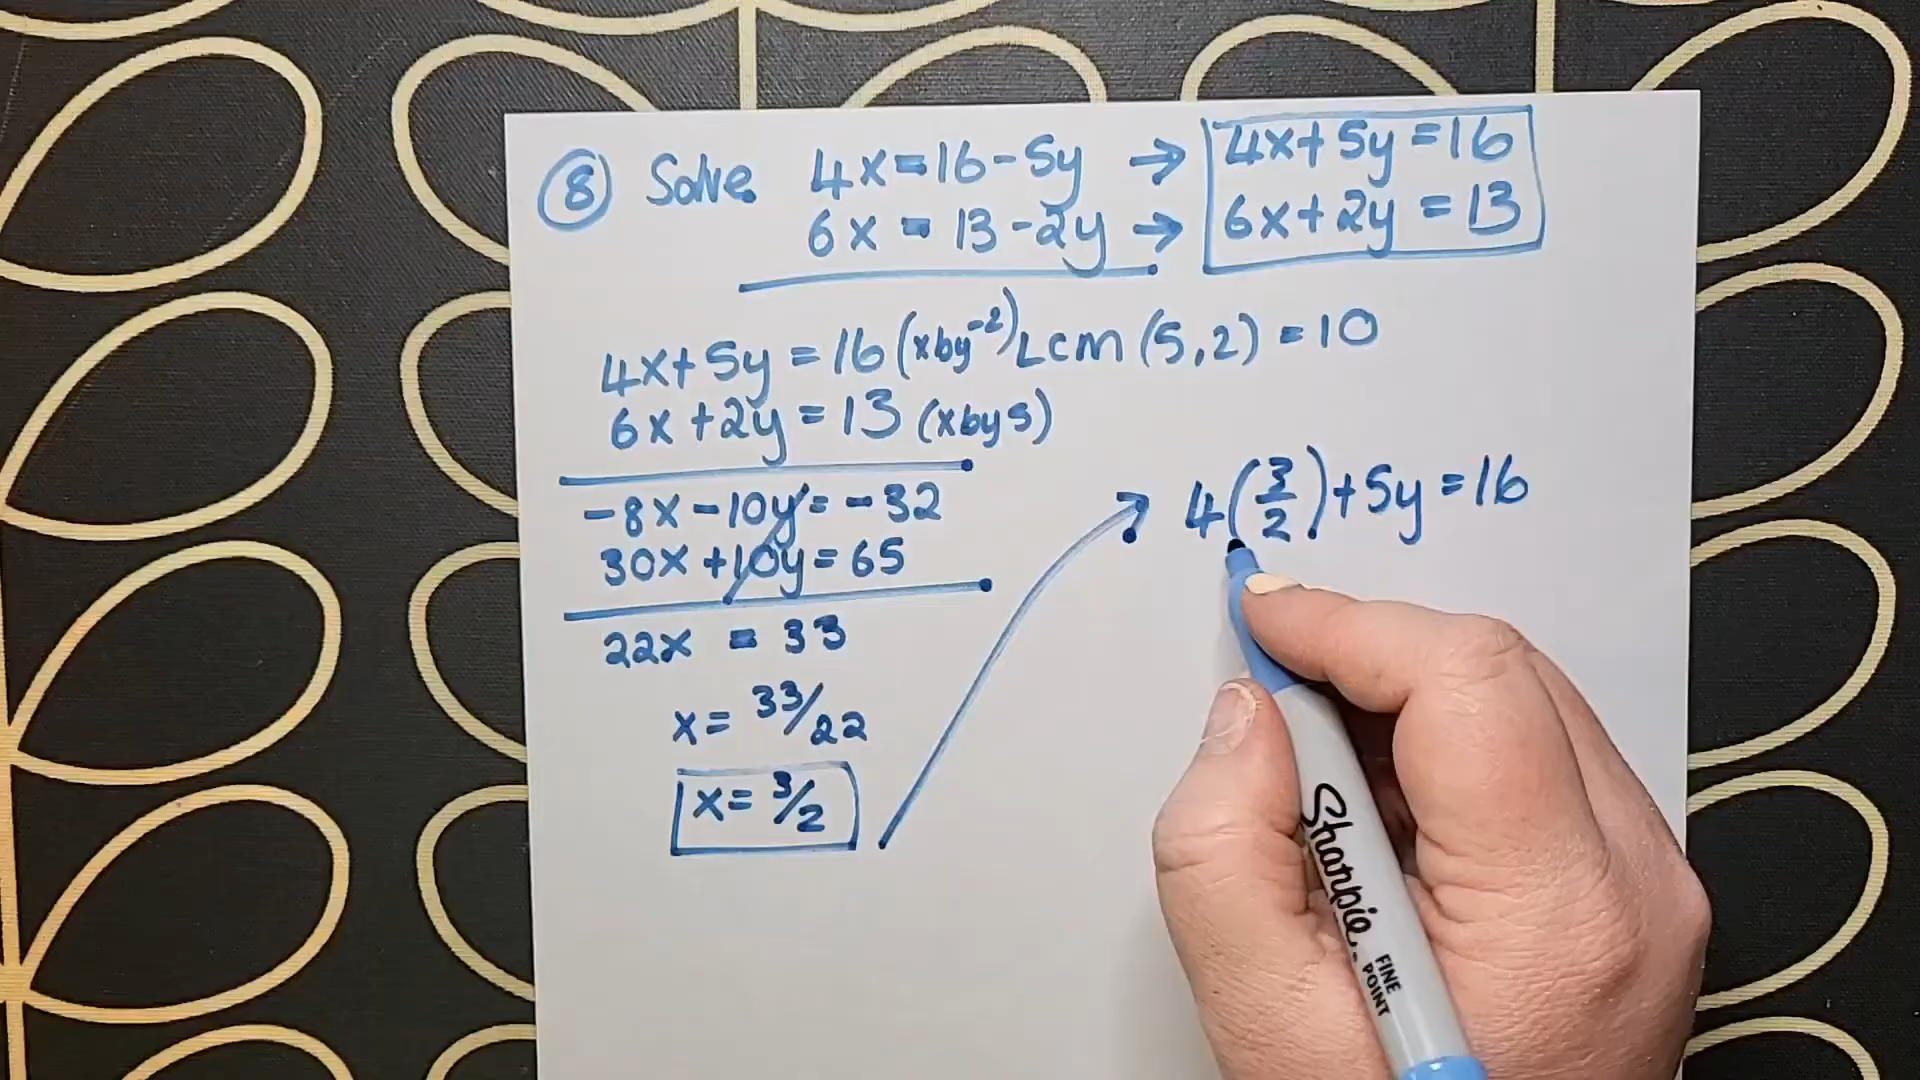 8 Solve 4x = 16 - 5y → 4x + 5y = 16
6x = 13 - 2y → 6x + 2y = 13
4x + 5y = 16 (x by -2) Lcm (5, 2) = 10
6x + 2y = 13 (x by 5)
-8x - 10y = -32
30x + 10y = 65
22x = 33
x = 33/22
x = 3/2
4(3/2) + 5y = 16
Sharpie.
FINE
POINT